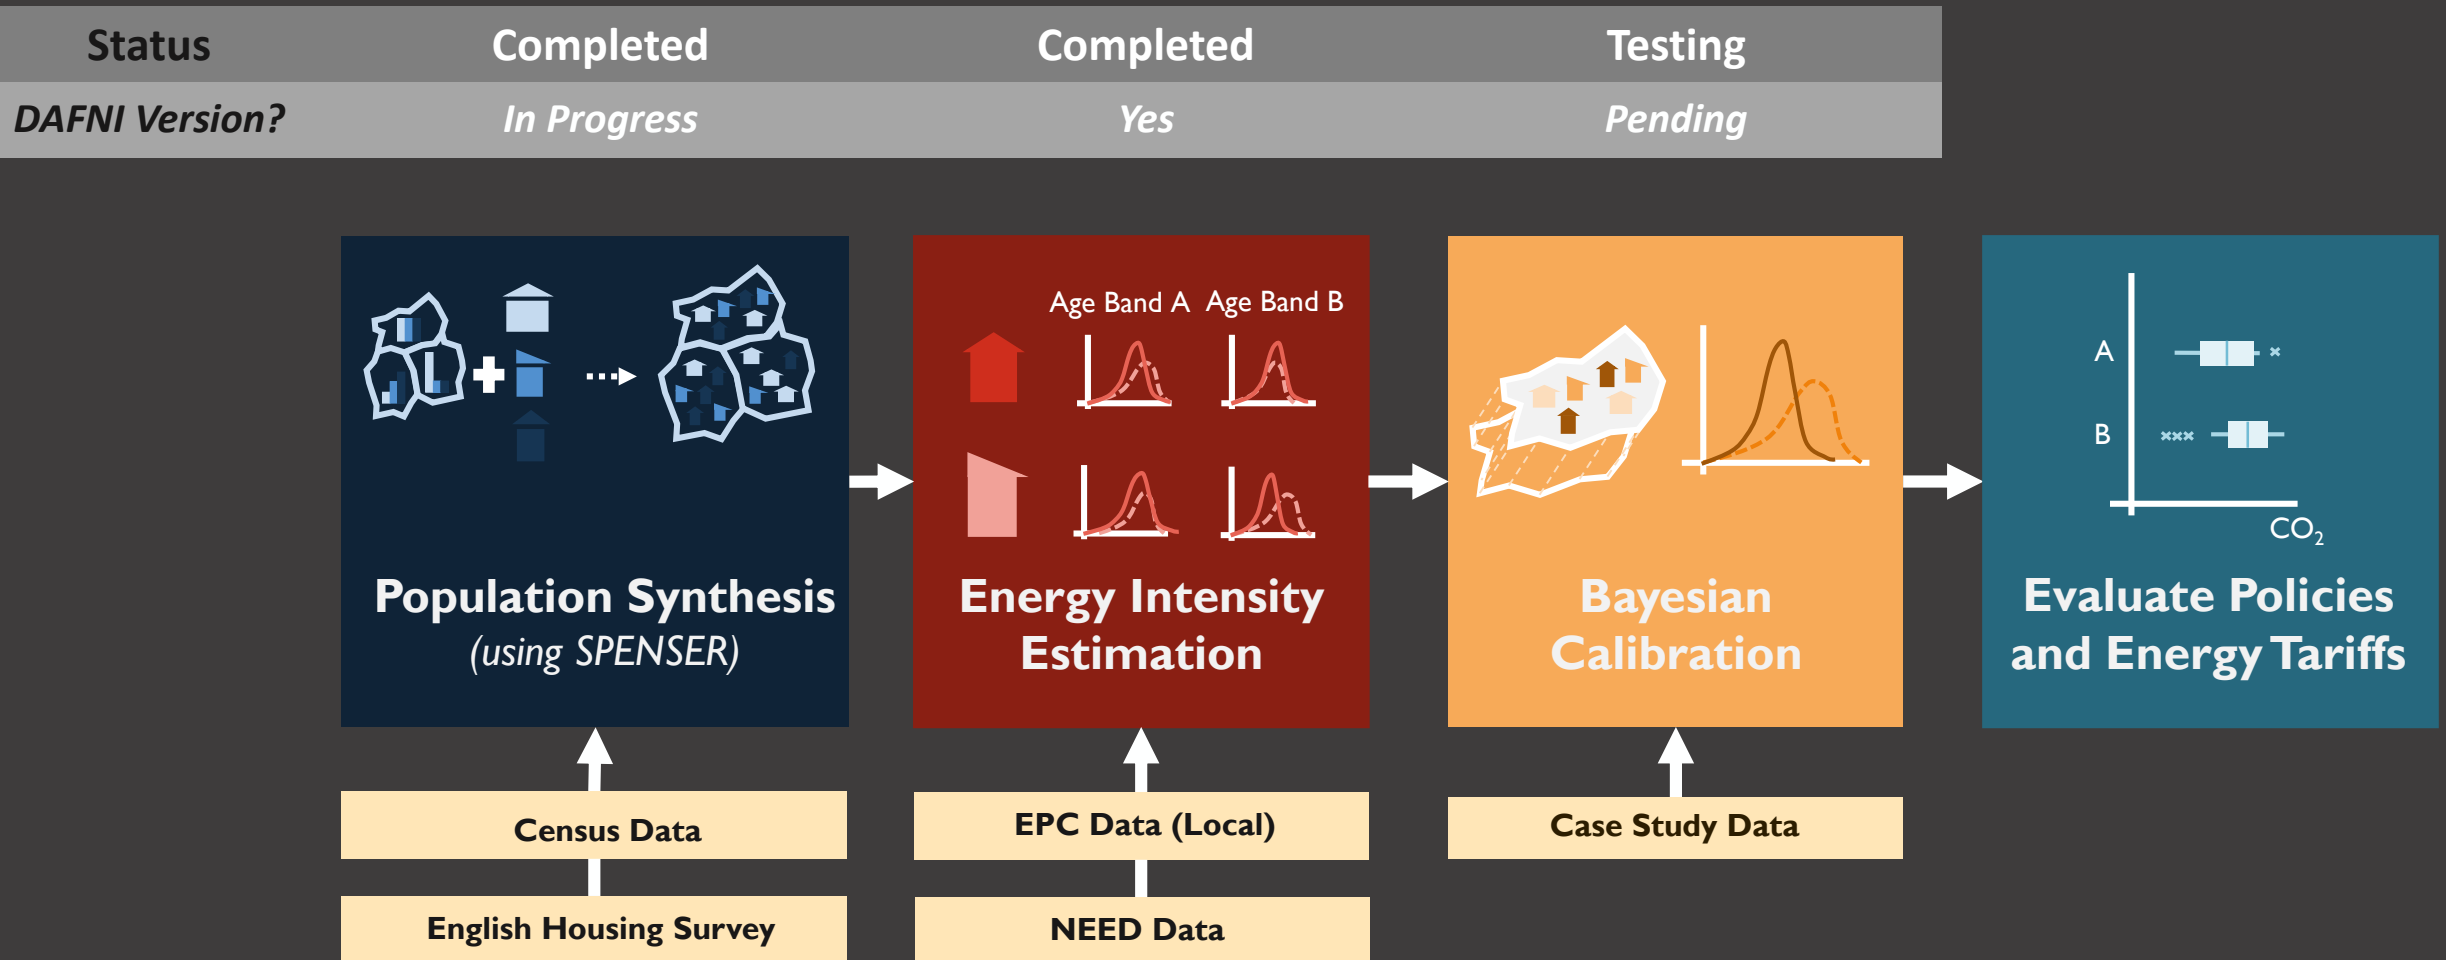 Status Completed Completed Testing
DAFNI Version? In Progress Yes Pending
Population Synthesis
(using SPENSER)
Age Band A Age Band B
Energy Intensity
Estimation
Bayesian
Calibration
A
B
CO₂
Evaluate Policies
and Energy Tariffs
Census Data
English Housing Survey
EPC Data (Local)
NEED Data
Case Study Data